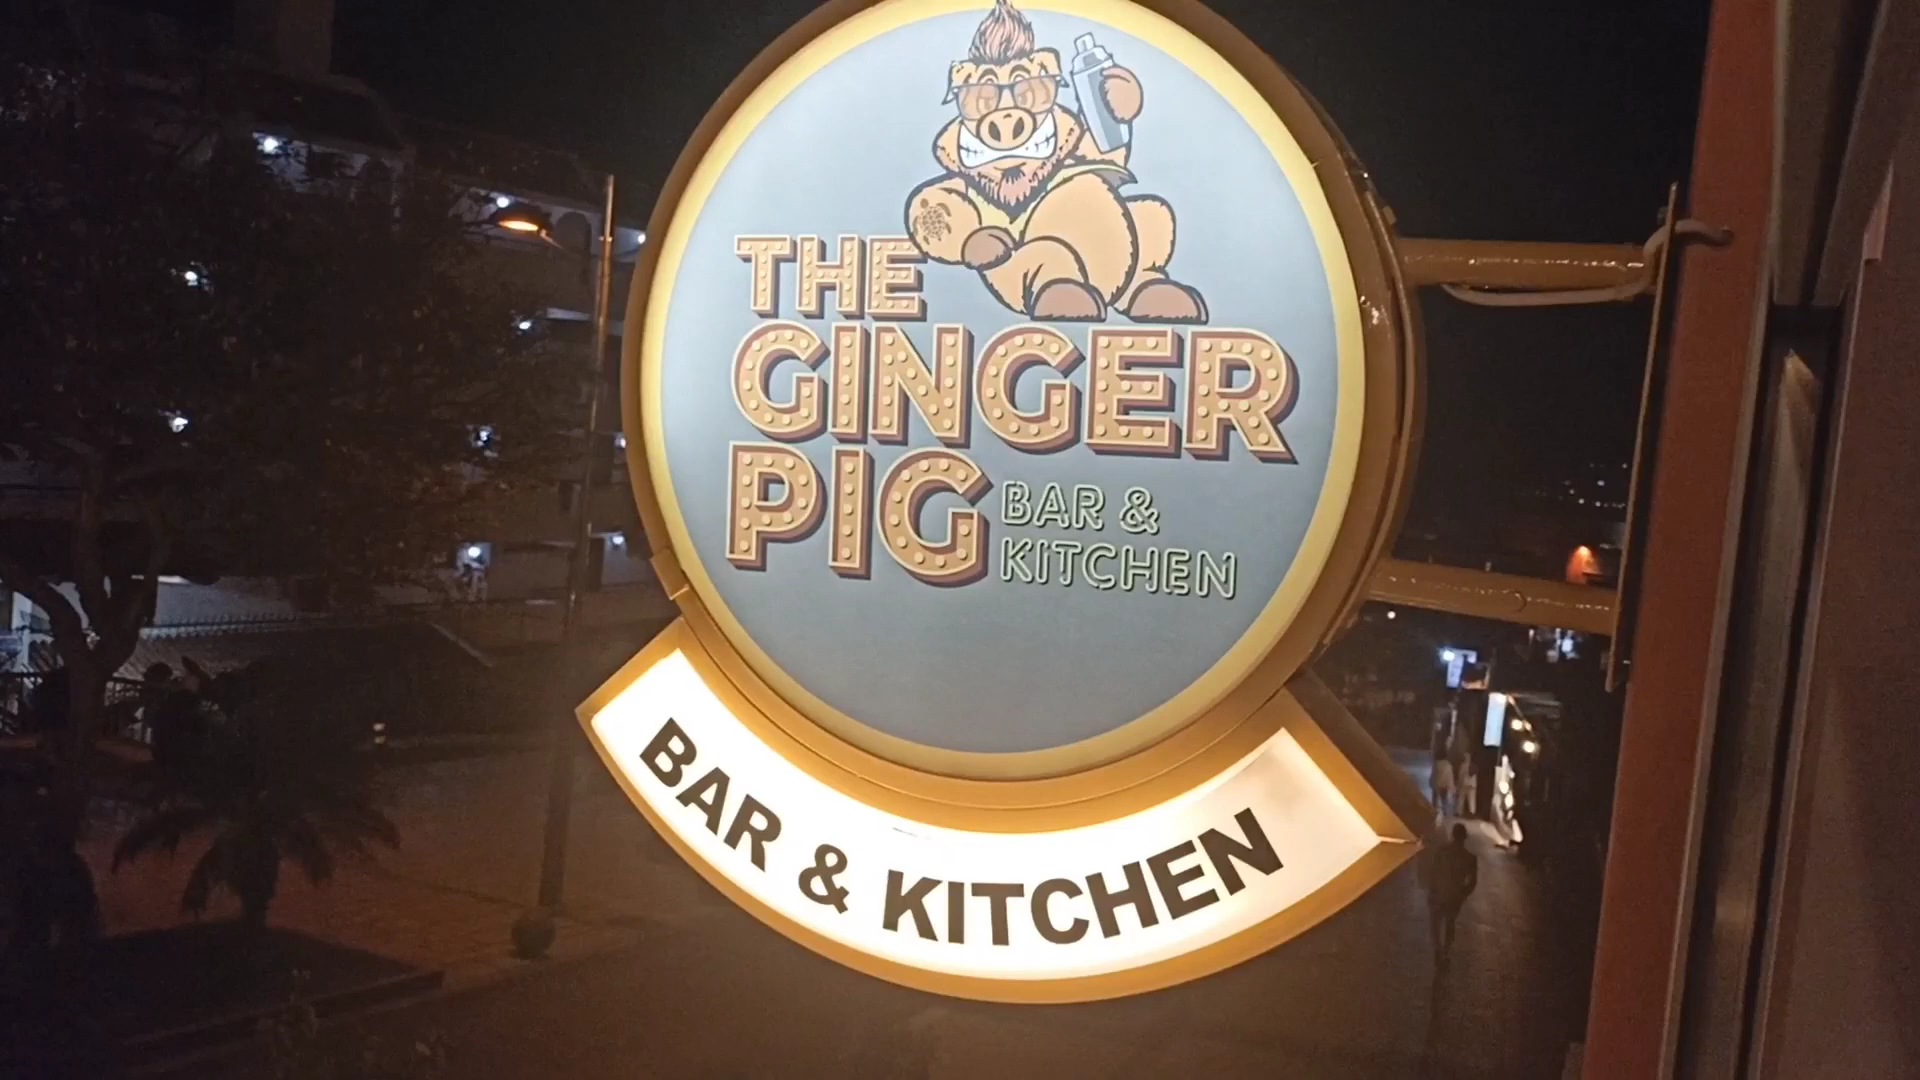 THE
GINGER
PIG
BAR &
KITCHEN
BAR & KITCHEN